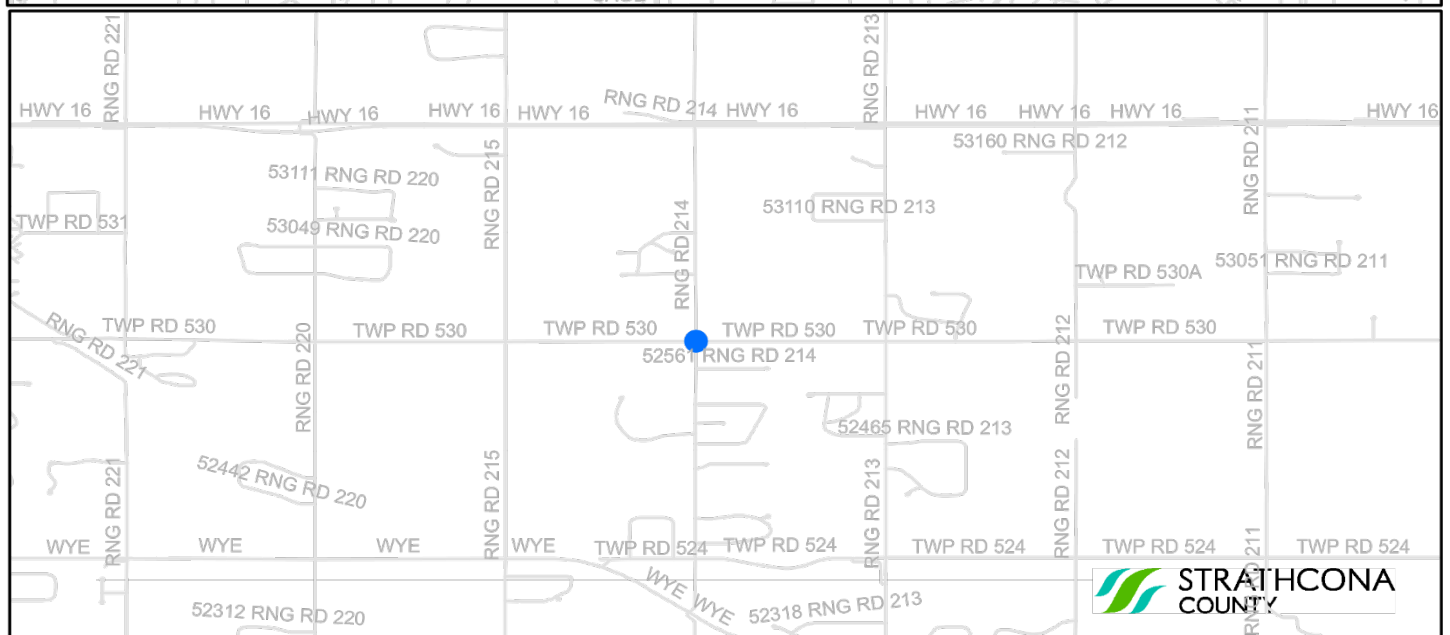 RNG RD 221
RNG RD 213
HWY 16
HWY 16
HWY 16
HWY 16
HWY 16
RNG RD 214
HWY 16
HWY 16
HWY 16
HWY 16
HWY 16
53160 RNG RD 212
RNG RD 211
53111 RNG RD 220
RNG RD 215
53110 RNG RD 213
TWP RD 531
53049 RNG RD 220
RNG RD 214
53051 RNG RD 211
TWP RD 530A
RNG RD 221
TWP RD 530
TWP RD 530
TWP RD 530
TWP RD 530
TWP RD 530
TWP RD 530
RNG RD 220
52561 RNG RD 214
RNG RD 212
RNG RD 211
52465 RNG RD 213
52442 RNG RD 220
RNG RD 221
RNG RD 215
RNG RD 213
RNG RD 212
WYE
WYE
WYE
WYE
TWP RD 524
TWP RD 524
TWP RD 524
TWP RD 524
TWP RD 524
RNG RD 211
WYE
WYE
52312 RNG RD 220
52318 RNG RD 213
STRATHCONA
COUNTY